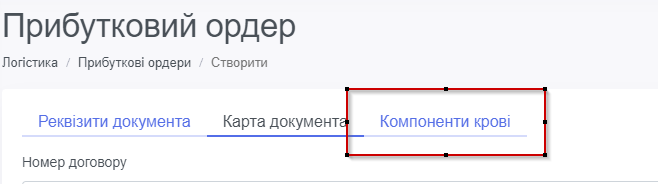 Прибутковий ордер
Логістика / Прибуткові ордери / Створити
Реквізити документа Карта документа Компоненти крові
Номер договору